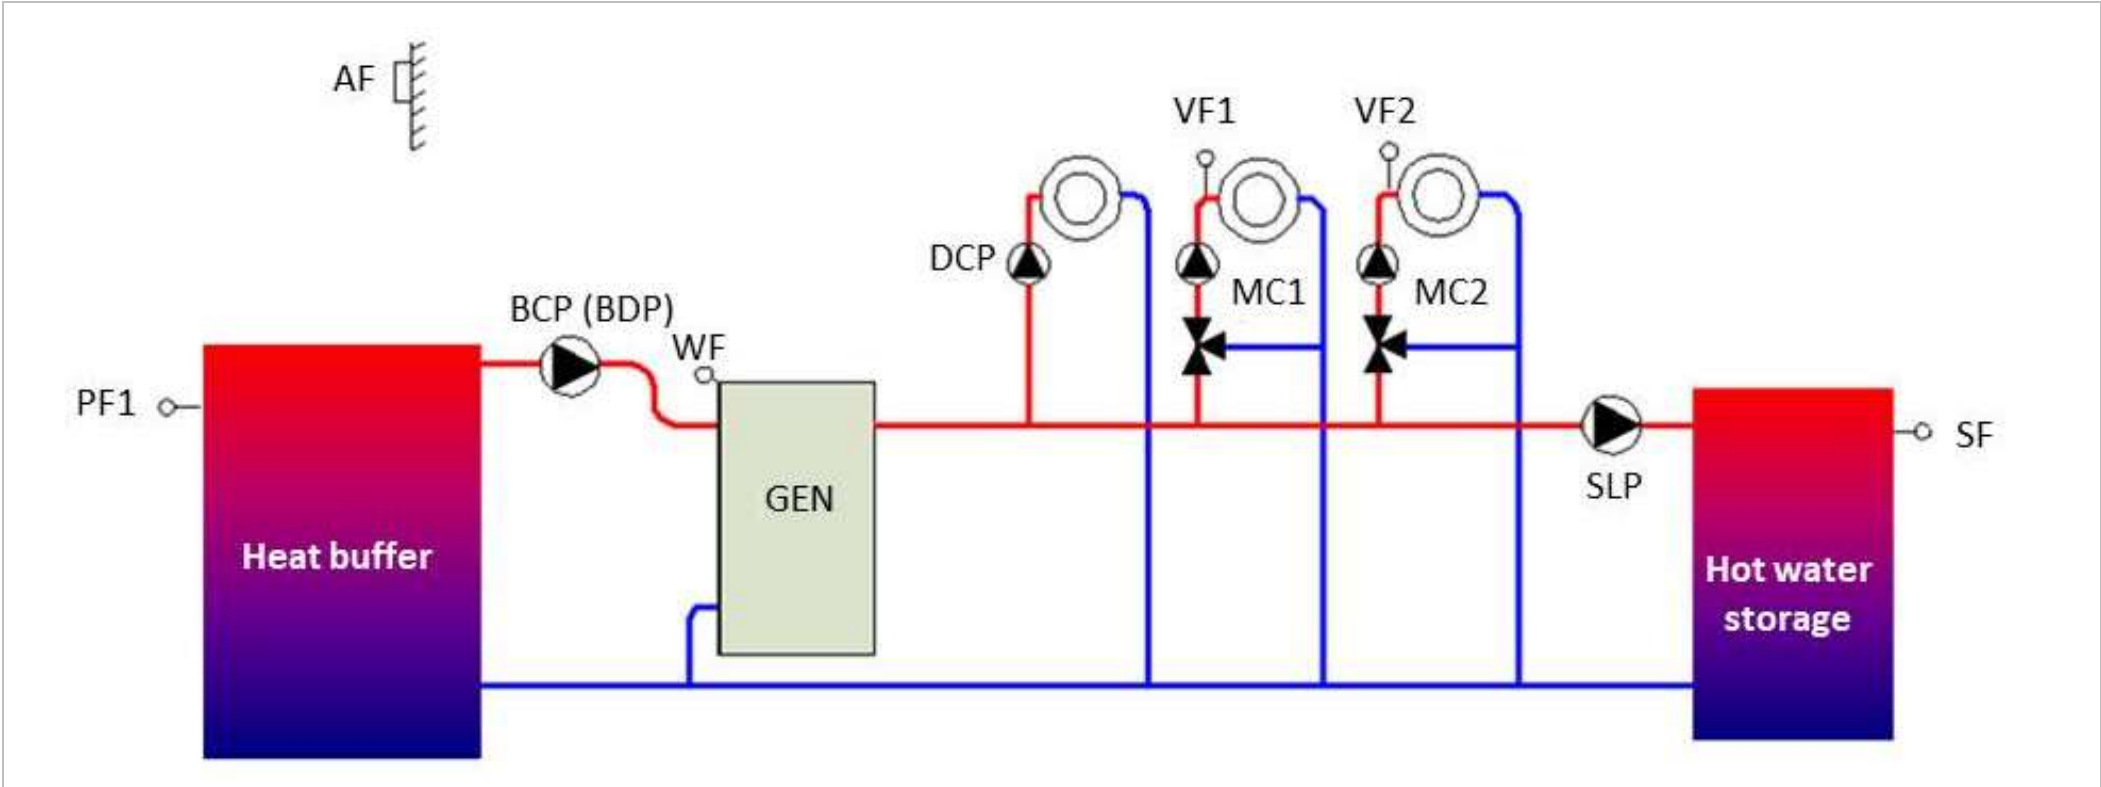 AF
VF1
VF2
DCP
MC1
MC2
BCP (BDP)
WF
PF1
SF
SLP
GEN
Heat buffer
Hot water
storage